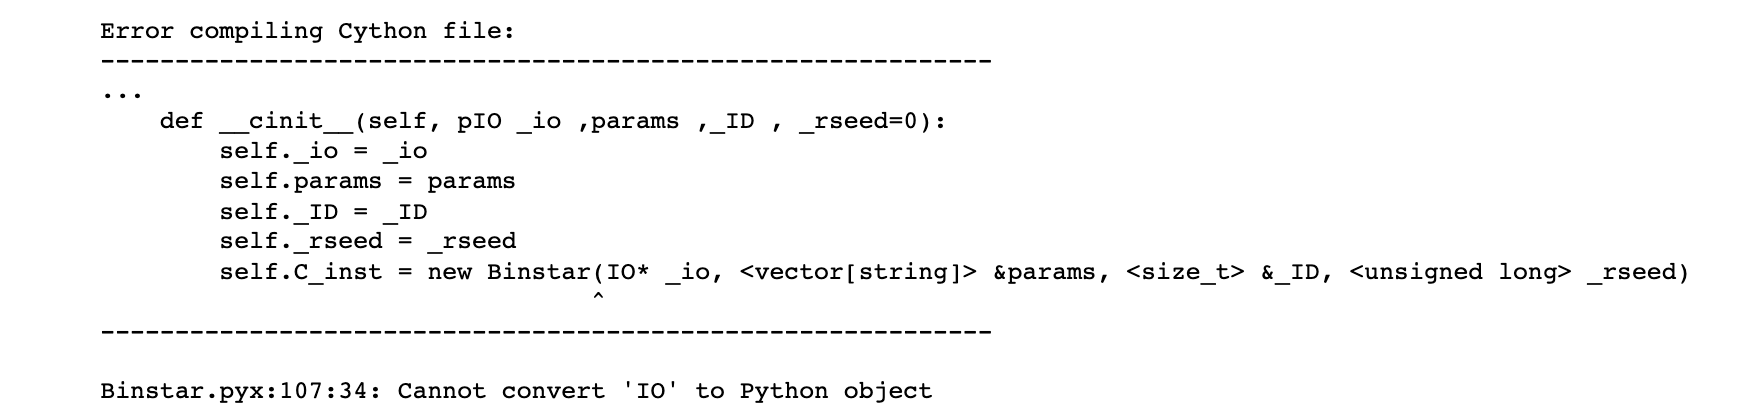 Error compiling Cython file:
------------------------------------------------------------
...
    def __cinit__(self, pIO _io ,params ,_ID , _rseed=0):
        self._io = _io
        self.params = params
        self._ID = _ID
        self._rseed = _rseed
        self.C_inst = new Binstar(IO* _io, <vector[string]> &params, <size_t> &_ID, <unsigned long> _rseed)
                                 ^
------------------------------------------------------------
Binstar.pyx:107:34: Cannot convert 'IO' to Python object